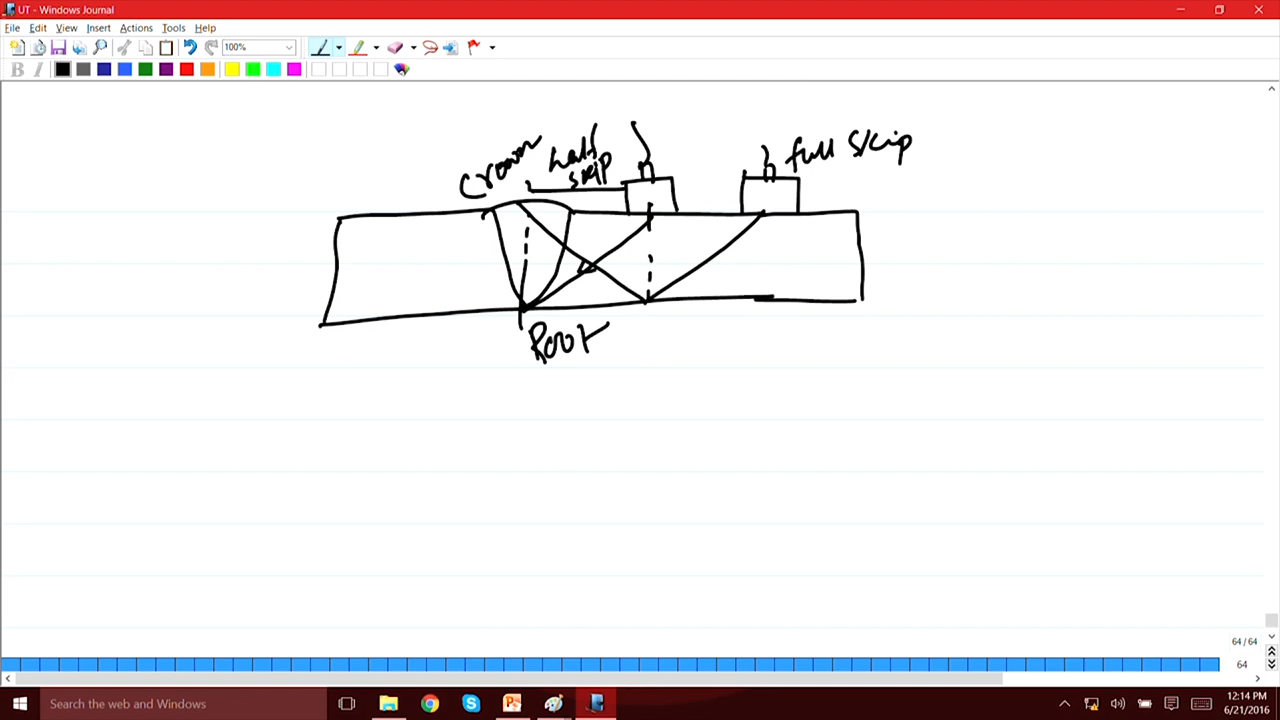 UT - Windows Journal
File Edit View Insert Actions Tools Help
100%
B I
Crown
half
skip
full skip
Root
64 / 64
64
Search the web and Windows
12:14 PM
6/21/2016